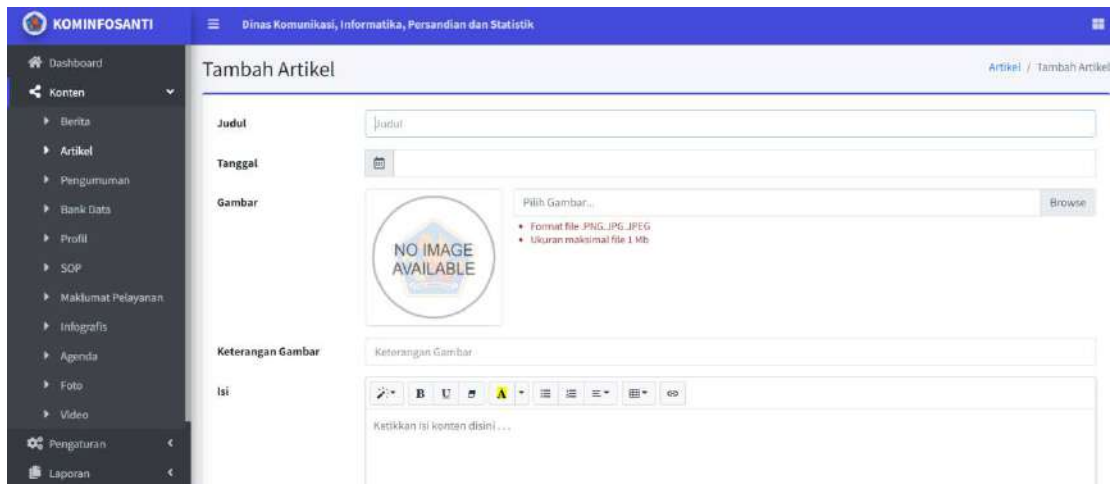 KOMINFOSANTI
Dinas Komunikasi, Informatika, Persandian dan Statistik
Dashboard
Konten
Berita
Artikel
Pengumuman
Bank Data
Profil
SOP
Maklumat Pelayanan
Infografis
Agenda
Foto
Video
Pengaturan
Laporan
Tambah Artikel
Artikel / Tambah Artikel
Judul
Judul
Tanggal
Gambar
NO IMAGE
AVAILABLE
Pilih Gambar...
Browse
Format file .PNG,.JPG,.JPEG
Ukuran maksimal file 1 Mb
Keterangan Gambar
Keterangan Gambar
Isi
B U A
Ketikkan isi konten disini . . .